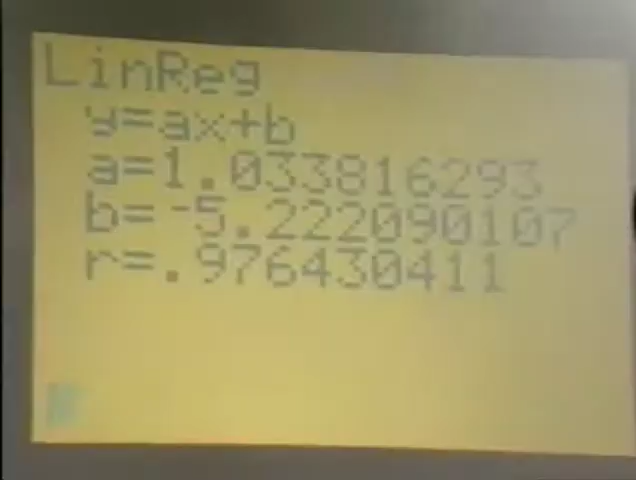 LinReg
y=ax+b
a=1.033816293
b=-5.222090107
r=.976430411